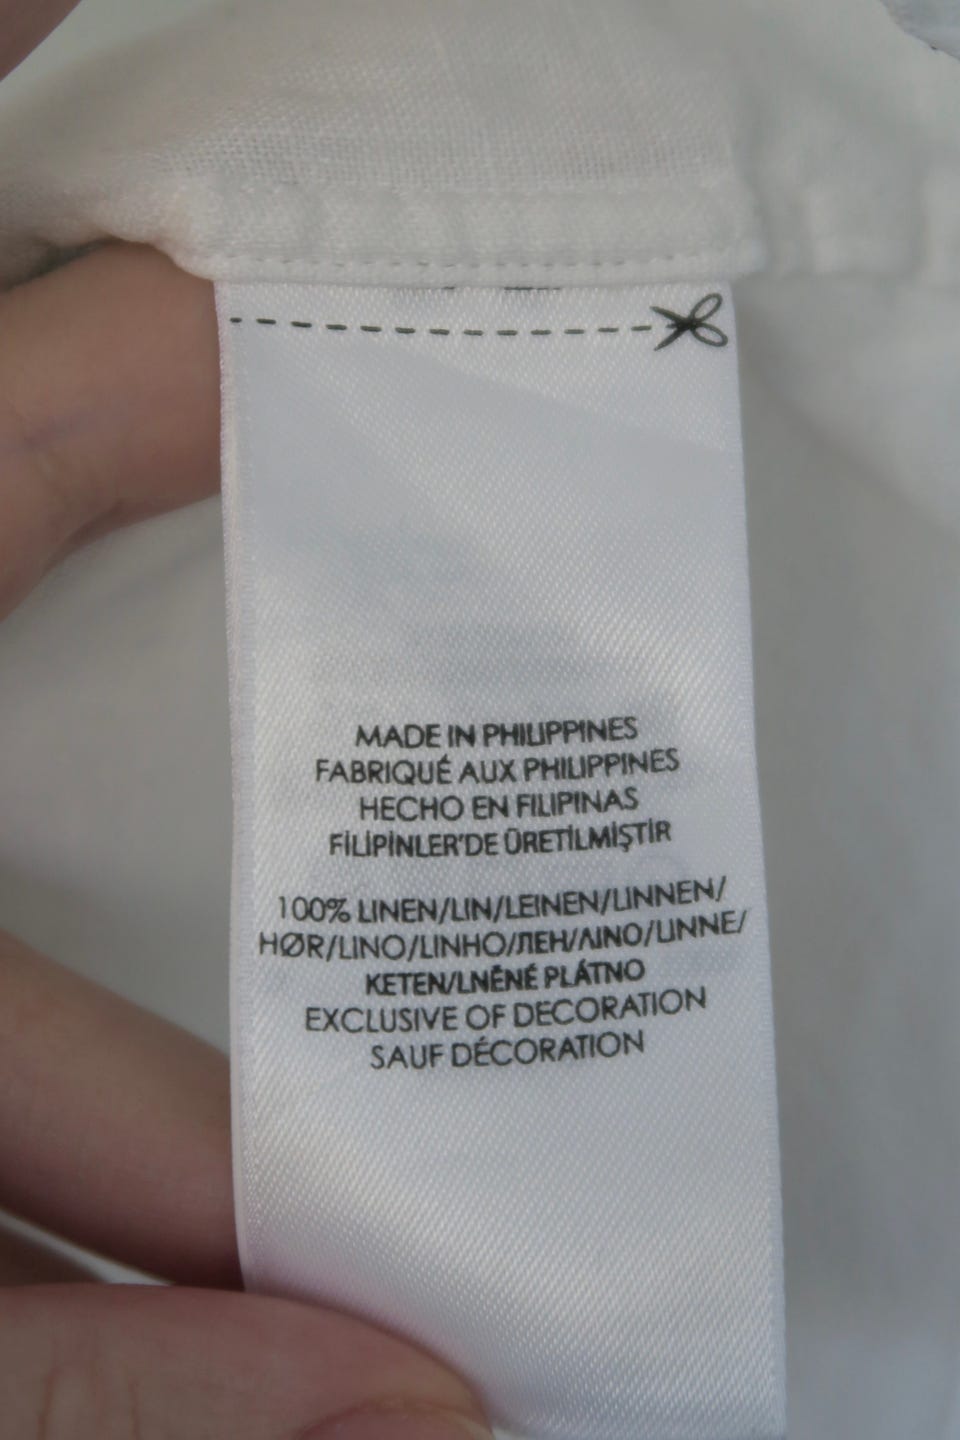 MADE IN PHILIPPINES
FABRIQUÉ AUX PHILIPPINES
HECHO EN FILIPINAS
FİLİPİNLER'DE ÜRETİLMİŞTİR
100% LINEN/LIN/LEINEN/LINNEN/
HØR/LINO/LINHO/ЛЕН/ΛΙΝΟ/LINNE/
KETEN/LNĚNÉ PLÁTNO
EXCLUSIVE OF DECORATION
SAUF DÉCORATION